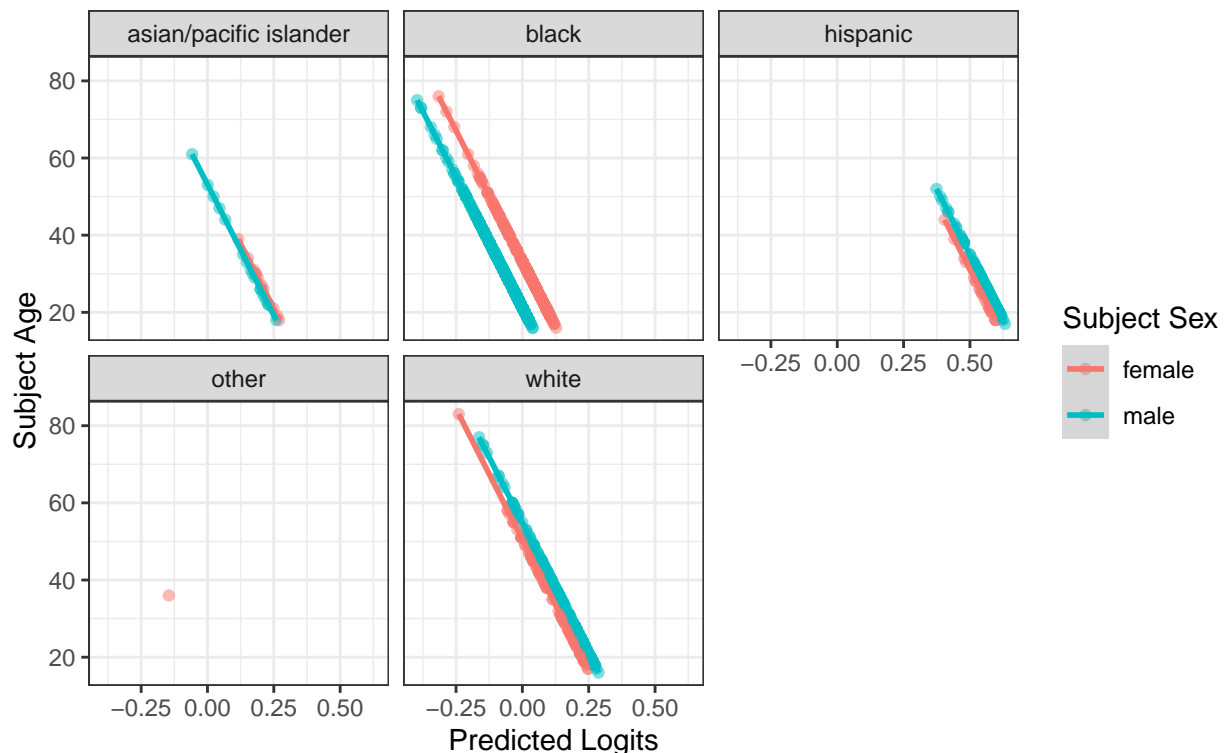 asian/pacific islander
black
hispanic
80
60
40
20
−0.25 0.00 0.25 0.50
other
white
80
60
40
20
−0.25 0.00 0.25 0.50
−0.25 0.00 0.25 0.50
Subject Age
Predicted Logits
Subject Sex
female
male